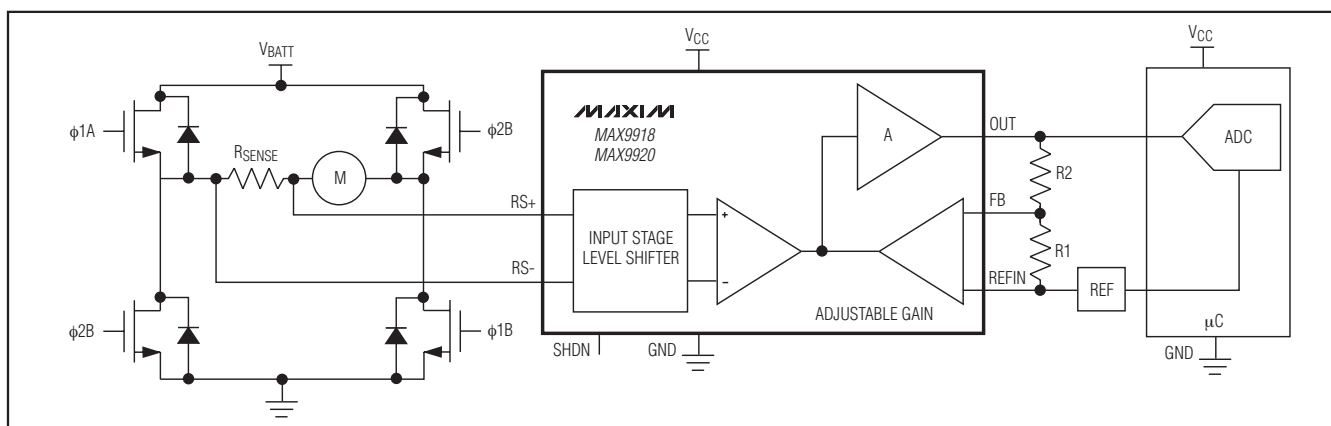 VBATT
ϕ1A
ϕ2B
RSENSE
M
ϕ2B
ϕ1B
VCC
MAXIM
MAX9918
MAX9920
RS+
RS-
INPUT STAGE
LEVEL SHIFTER
+
-
A
ADJUSTABLE GAIN
SHDN
GND
OUT
FB
REFIN
R2
R1
REF
VCC
ADC
µC
GND